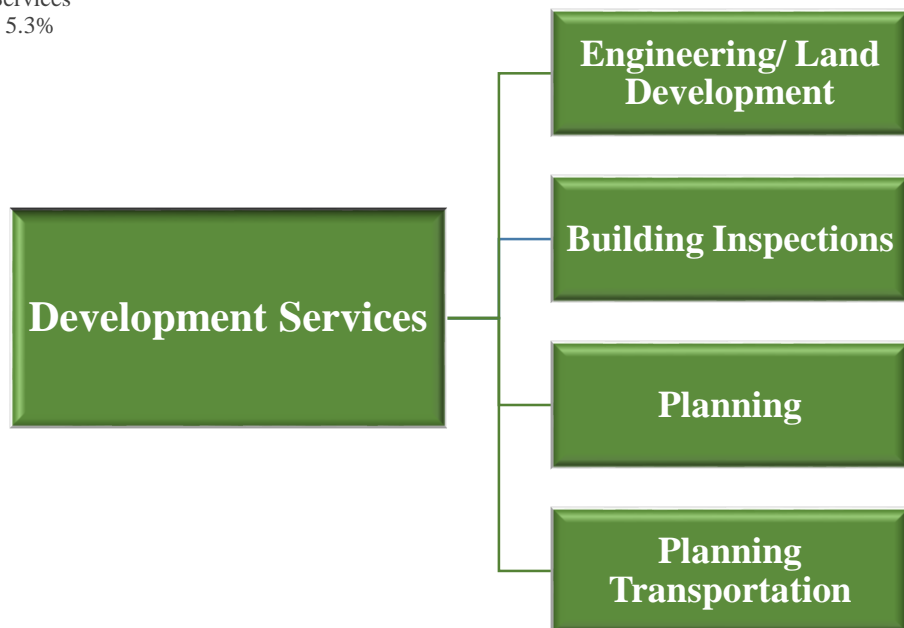 5.3%
Engineering/ Land
Development
Building Inspections
Development Services
Planning
Planning
Transportation